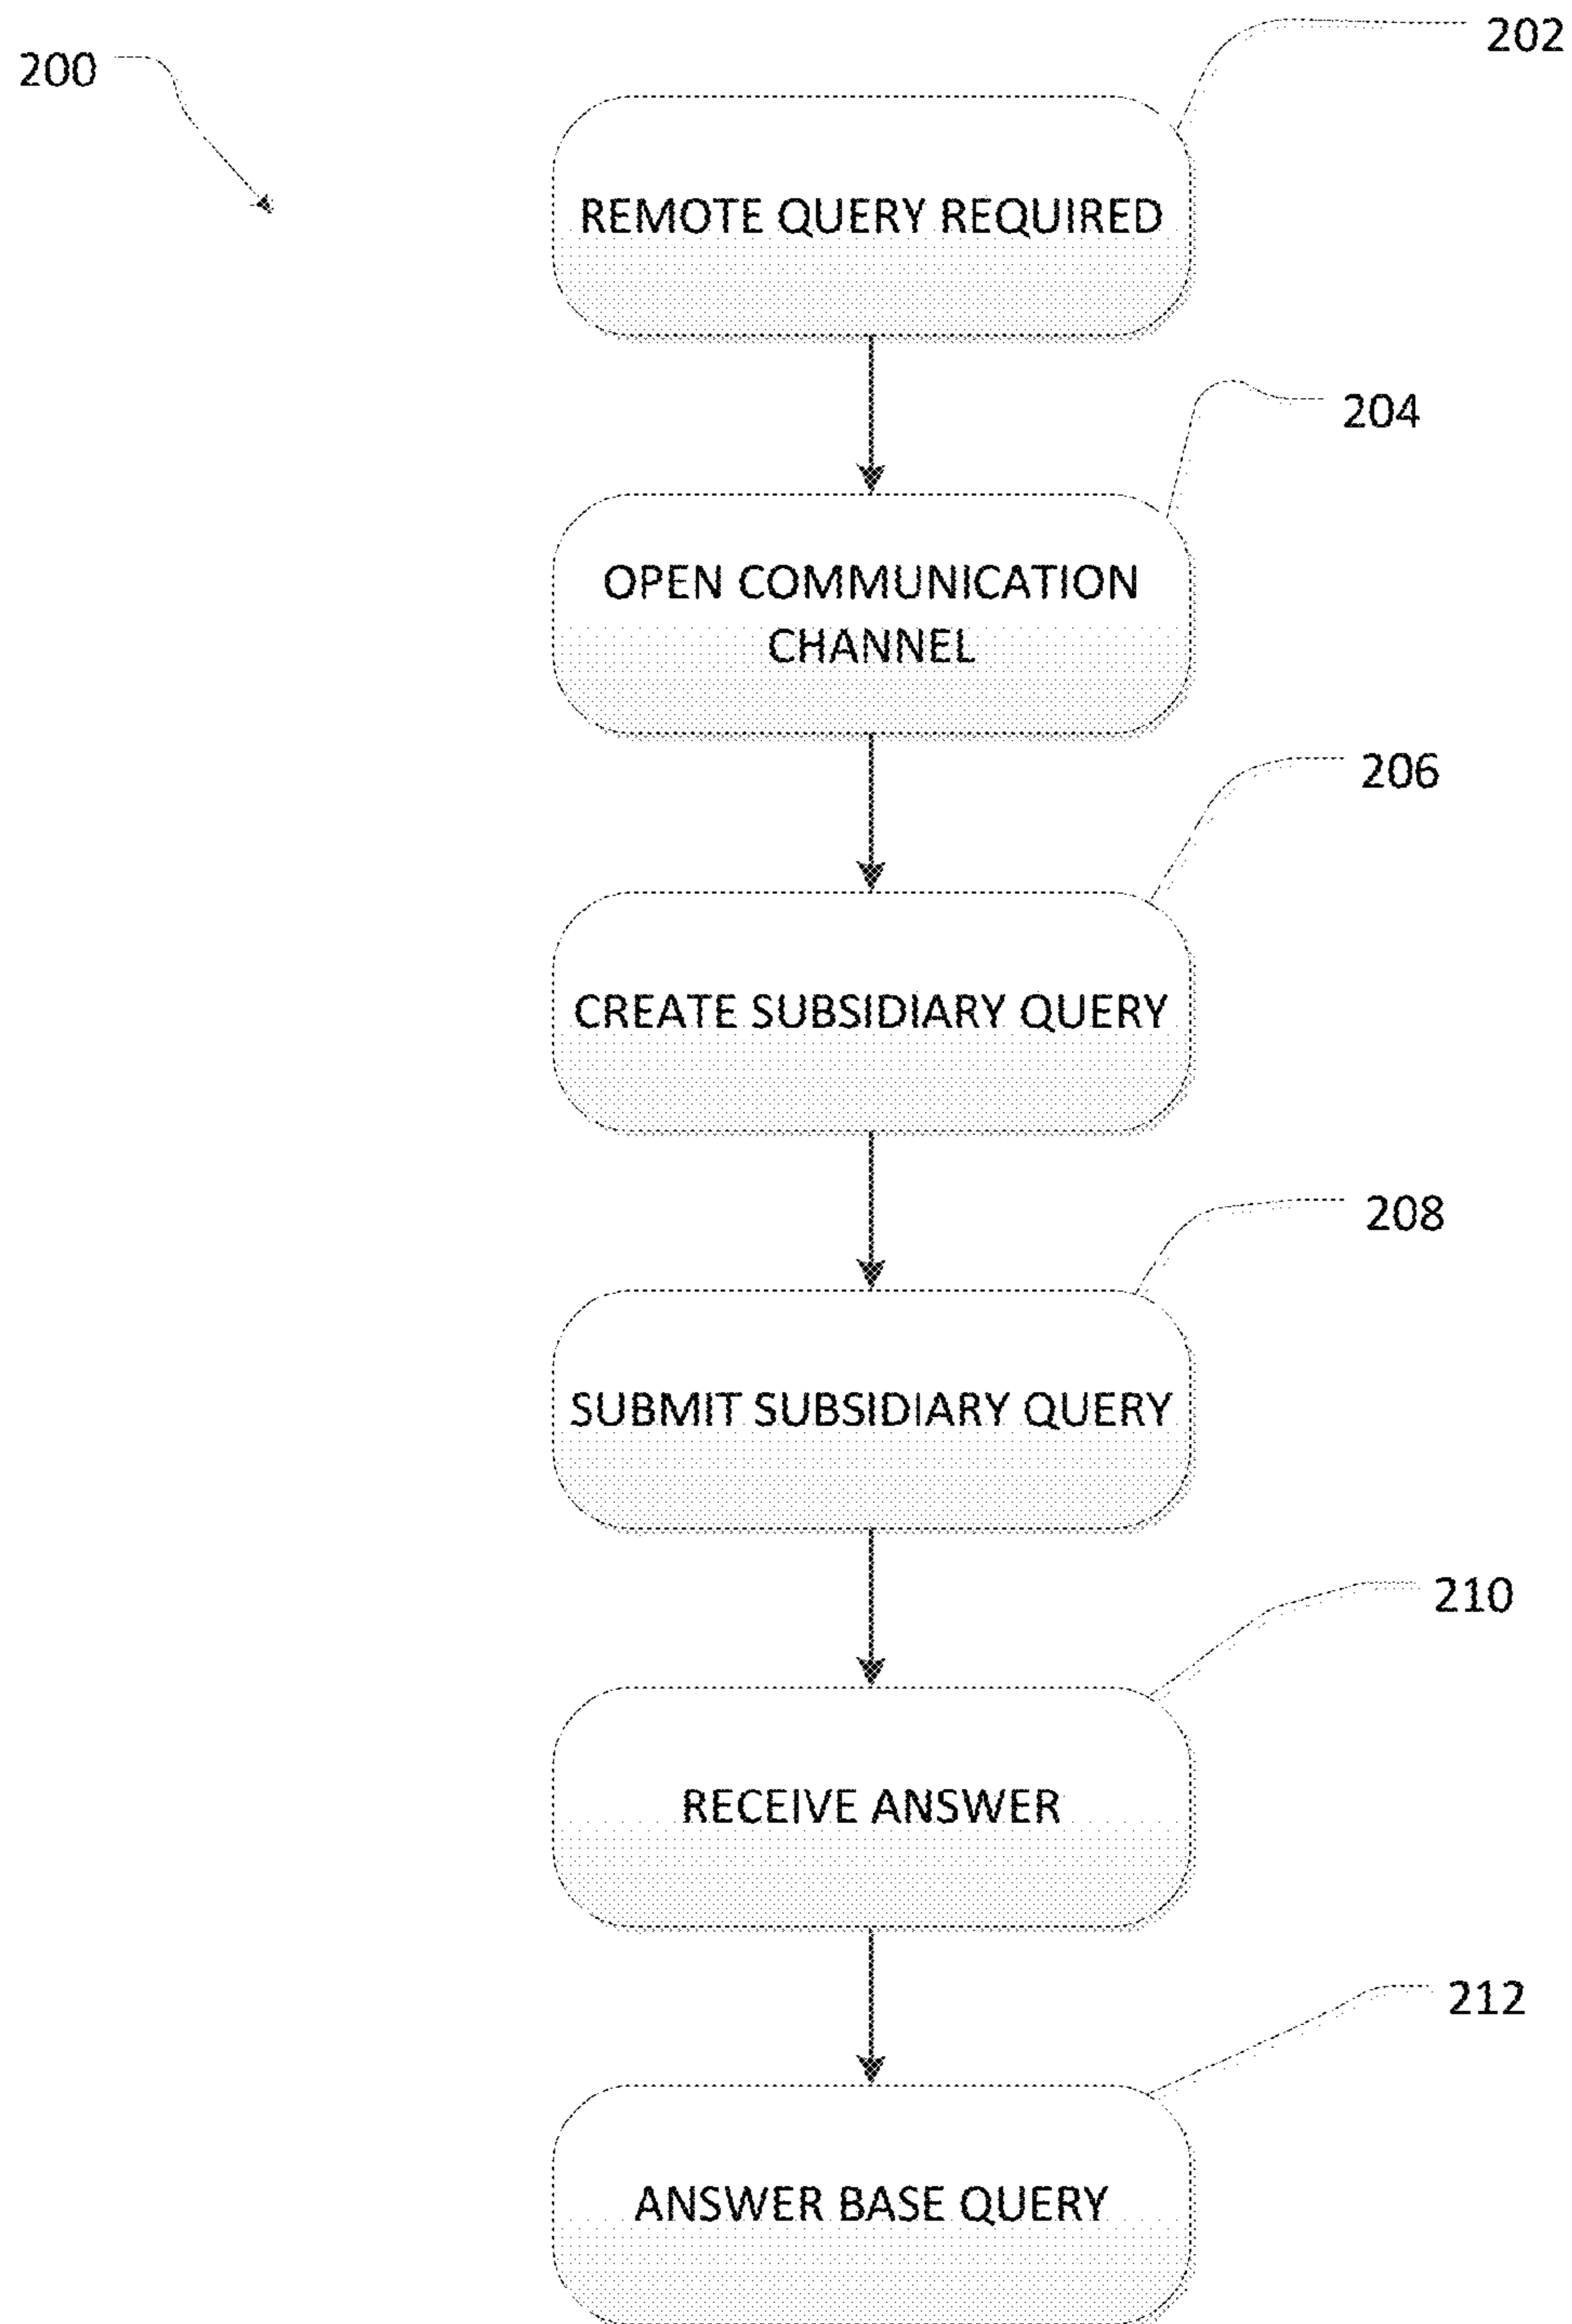 200
202
REMOTE QUERY REQUIRED
204
OPEN COMMUNICATION
CHANNEL
206
CREATE SUBSIDIARY QUERY
208
SUBMIT SUBSIDIARY QUERY
210
RECEIVE ANSWER
212
ANSWER BASE QUERY